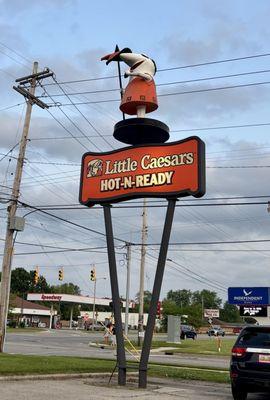 Little Caesars
HOT-N-READY
INDEPENDENT
Speedway